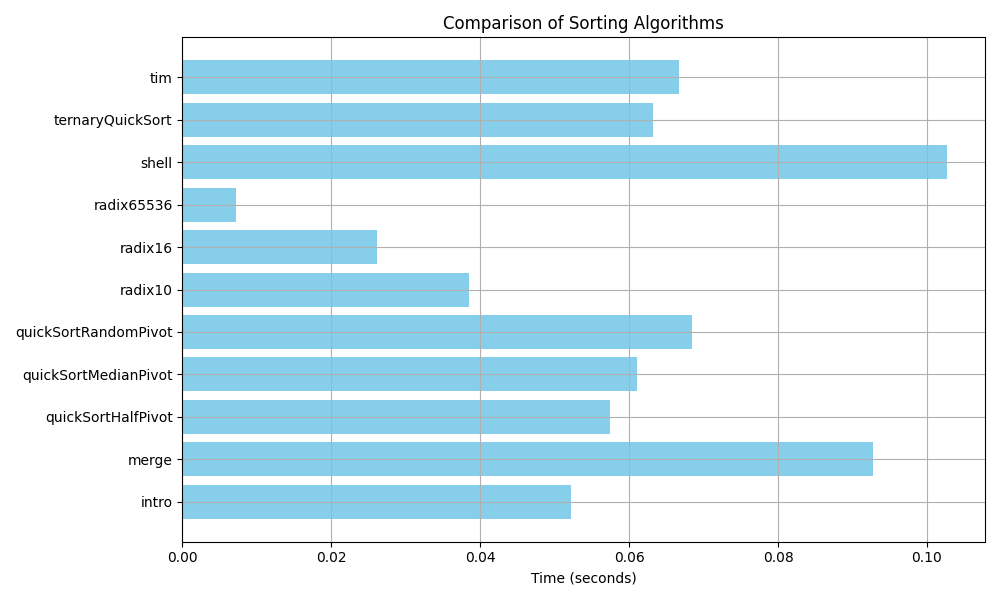 Comparison of Sorting Algorithms
tim
ternaryQuickSort
shell
radix65536
radix16
radix10
quickSortRandomPivot
quickSortMedianPivot
quickSortHalfPivot
merge
intro
0.00 0.02 0.04 0.06 0.08 0.10
Time (seconds)